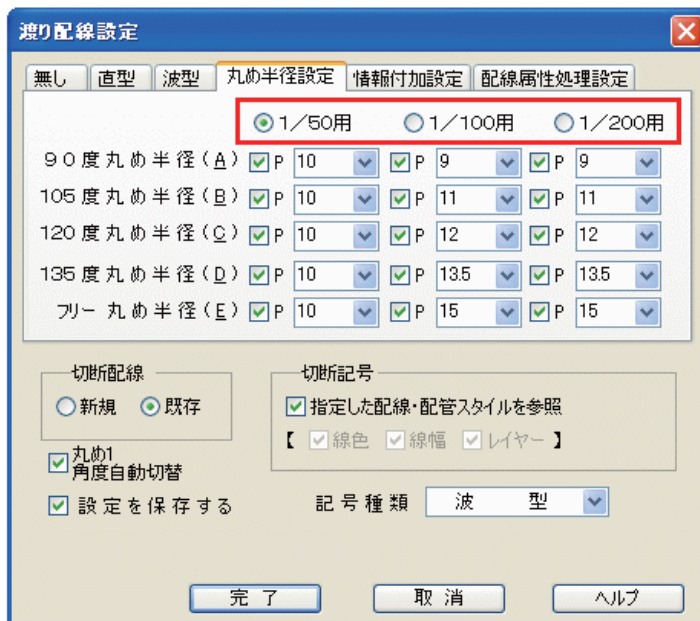 渡り配線設定
無し 直型 波型 丸め半径設定 情報付加設定 配線属性処理設定
1/50用 1/100用 1/200用
90度丸め半径(A) P 10 P 9 P 9
105度丸め半径(B) P 10 P 11 P 11
120度丸め半径(C) P 10 P 12 P 12
135度丸め半径(D) P 10 P 13.5 P 13.5
フリー丸め半径(E) P 10 P 15 P 15
切断配線 切断記号
新規 既存 指定した配線・配管スタイルを参照
【 線色 線幅 レイヤー 】
丸め1
角度自動切替
設定を保存する 記号種類 波型
完了 取消 ヘルプ